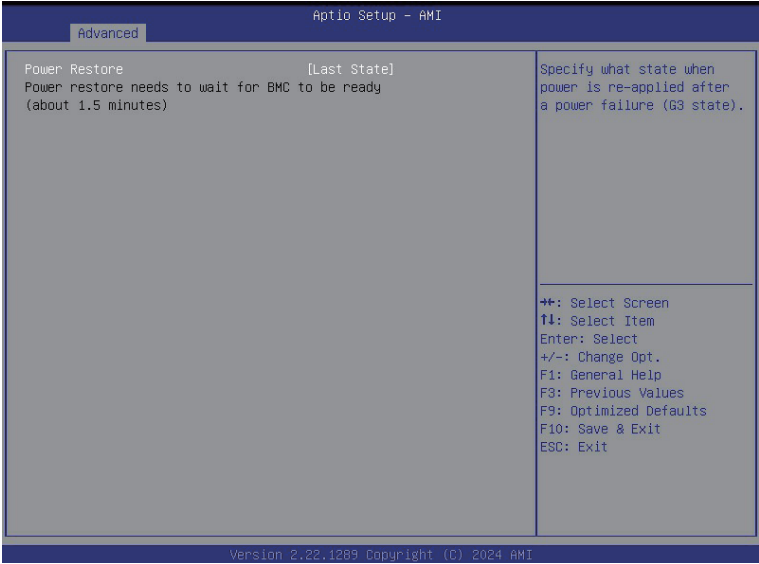 Aptio Setup – AMI
Advanced
Power Restore [Last State]
Power restore needs to wait for BMC to be ready
(about 1.5 minutes)
Specify what state when
power is re-applied after
a power failure (G3 state).
→←: Select Screen
↑↓: Select Item
Enter: Select
+/-: Change Opt.
F1: General Help
F3: Previous Values
F9: Optimized Defaults
F10: Save & Exit
ESC: Exit
Version 2.22.1289 Copyright (C) 2024 AMI